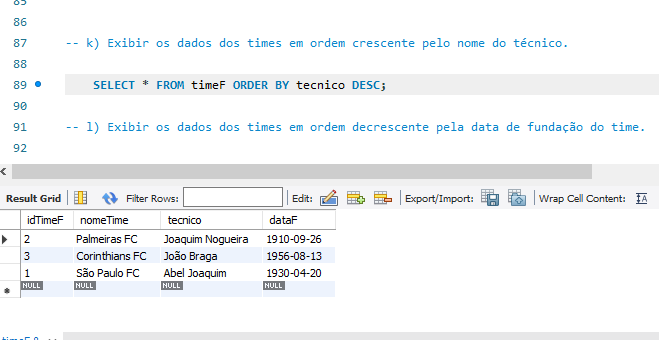 85
86
87 -- k) Exibir os dados dos times em ordem crescente pelo nome do técnico.
88
89 SELECT * FROM timeF ORDER BY tecnico DESC;
90
91 -- l) Exibir os dados dos times em ordem decrescente pela data de fundação do time.
92
Result Grid Filter Rows: Edit: Export/Import: Wrap Cell Content: IA
idTimeF nomeTime tecnico dataF
2 Palmeiras FC Joaquim Nogueira 1910-09-26
3 Corinthians FC João Braga 1956-08-13
1 São Paulo FC Abel Joaquim 1930-04-20
NULL NULL NULL NULL